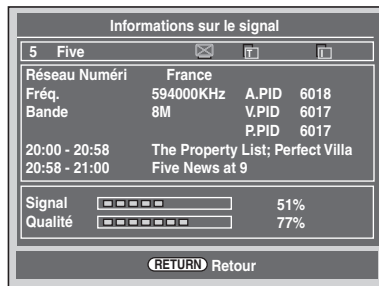 Informations sur le signal
5 Five T I
Réseau Numéri France
Fréq. 594000KHz A.PID 6018
Bande 8M V.PID 6017
P.PID 6017
20:00 - 20:58 The Property List; Perfect Villa
20:58 - 21:00 Five News at 9
Signal 51%
Qualité 77%
RETURN Retour